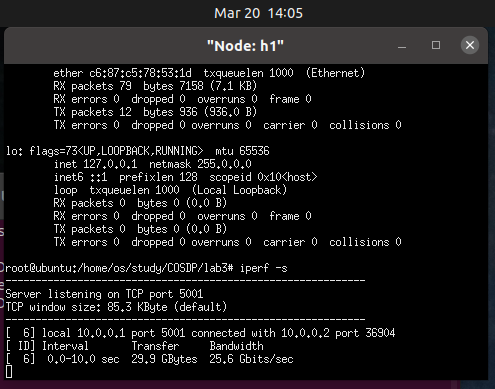 Mar 20 14:05
"Node: h1"
ether c6:87:c5:78:53:1d txqueuelen 1000 (Ethernet)
RX packets 79 bytes 7158 (7.1 KB)
RX errors 0 dropped 0 overruns 0 frame 0
TX packets 12 bytes 936 (936.0 B)
TX errors 0 dropped 0 overruns 0 carrier 0 collisions 0
lo: flags=73<UP,LOOPBACK,RUNNING> mtu 65536
inet 127.0.0.1 netmask 255.0.0.0
inet6 ::1 prefixlen 128 scopeid 0x10<host>
loop txqueuelen 1000 (Local Loopback)
RX packets 0 bytes 0 (0.0 B)
RX errors 0 dropped 0 overruns 0 frame 0
TX packets 0 bytes 0 (0.0 B)
TX errors 0 dropped 0 overruns 0 carrier 0 collisions 0
root@ubuntu:/home/os/study/COSDP/lab3# iperf -s
------------------------------------------------------------
Server listening on TCP port 5001
TCP window size: 85.3 KByte (default)
------------------------------------------------------------
[  6] local 10.0.0.1 port 5001 connected with 10.0.0.2 port 36904
[ ID] Interval       Transfer     Bandwidth
[  6]  0.0-10.0 sec  29.9 GBytes  25.6 Gbits/sec